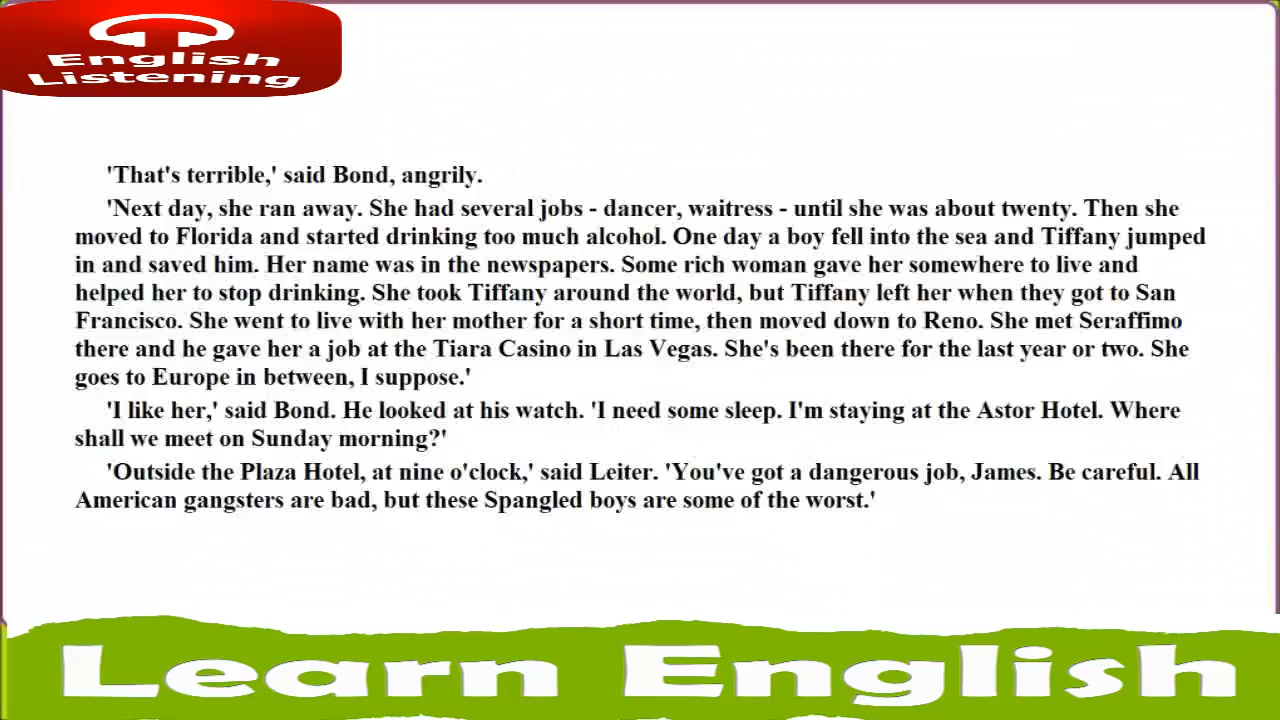 English
Listening
'That's terrible,' said Bond, angrily.
'Next day, she ran away. She had several jobs - dancer, waitress - until she was about twenty. Then she
moved to Florida and started drinking too much alcohol. One day a boy fell into the sea and Tiffany jumped
in and saved him. Her name was in the newspapers. Some rich woman gave her somewhere to live and
helped her to stop drinking. She took Tiffany around the world, but Tiffany left her when they got to San
Francisco. She went to live with her mother for a short time, then moved down to Reno. She met Seraffimo
there and he gave her a job at the Tiara Casino in Las Vegas. She's been there for the last year or two. She
goes to Europe in between, I suppose.'
'I like her,' said Bond. He looked at his watch. 'I need some sleep. I'm staying at the Astor Hotel. Where
shall we meet on Sunday morning?'
'Outside the Plaza Hotel, at nine o'clock,' said Leiter. 'You've got a dangerous job, James. Be careful. All
American gangsters are bad, but these Spangled boys are some of the worst.'
Learn English